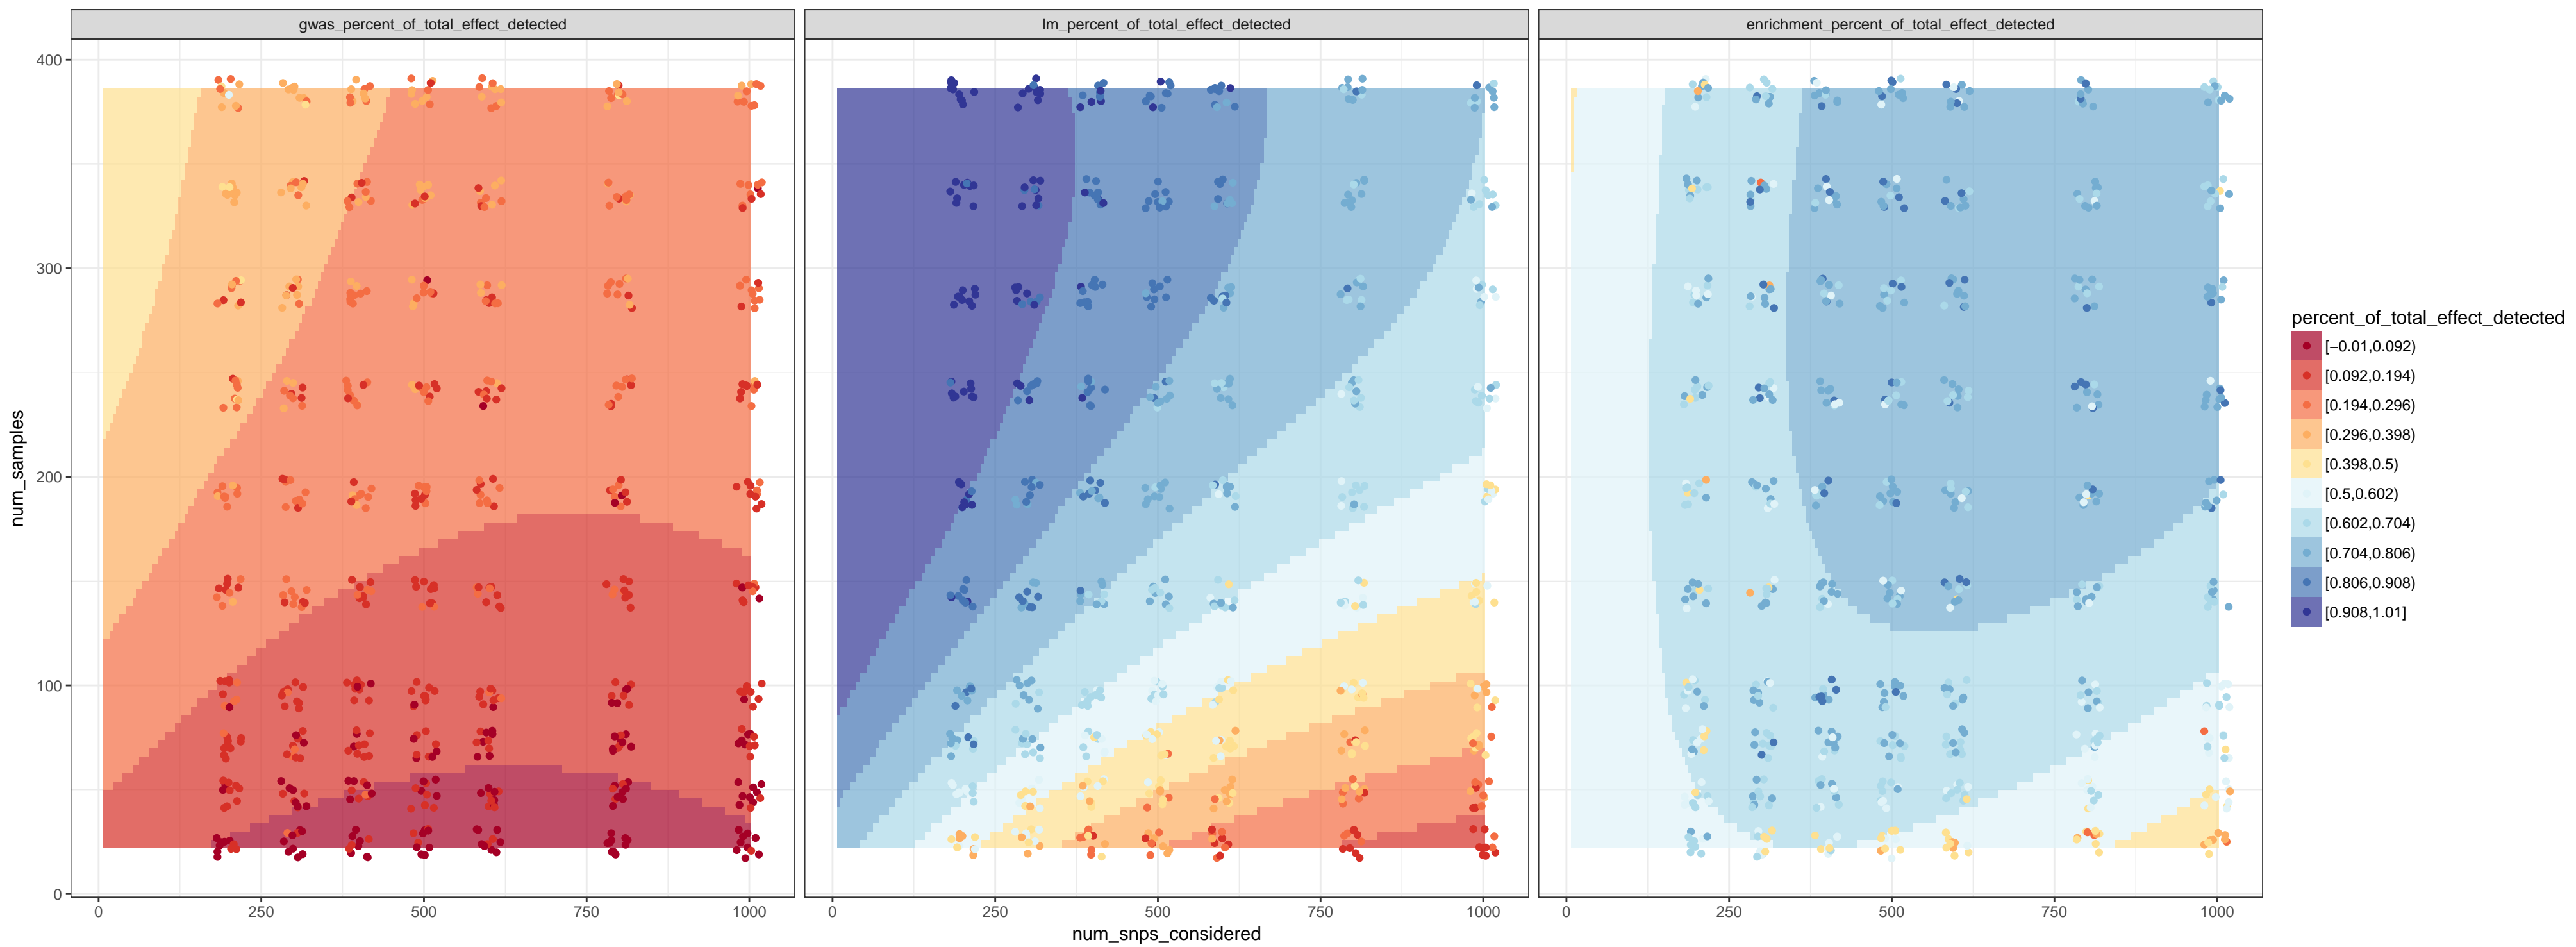 gwas_percent_of_total_effect_detected
lm_percent_of_total_effect_detected
enrichment_percent_of_total_effect_detected
400
300
200
100
0
num_samples
0 250 500 750 1000
0 250 500 750 1000
0 250 500 750 1000
num_snps_considered
percent_of_total_effect_detected
[−0.01,0.092)
[0.092,0.194)
[0.194,0.296)
[0.296,0.398)
[0.398,0.5)
[0.5,0.602)
[0.602,0.704)
[0.704,0.806)
[0.806,0.908)
[0.908,1.01]